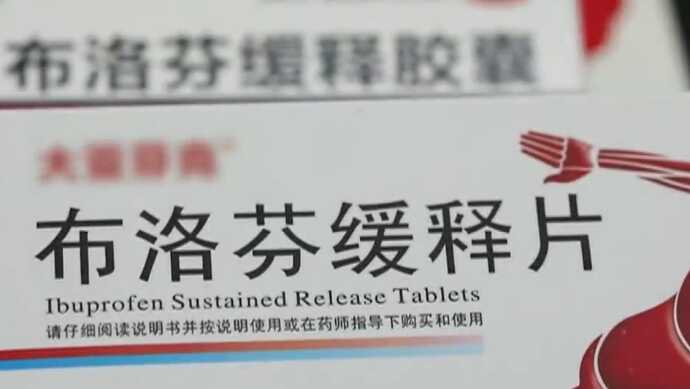 布洛芬缓释胶囊
布洛芬缓释片
Ibuprofen Sustained Release Tablets
请仔细阅读说明书并按说明使用或在药师指导下购买和使用